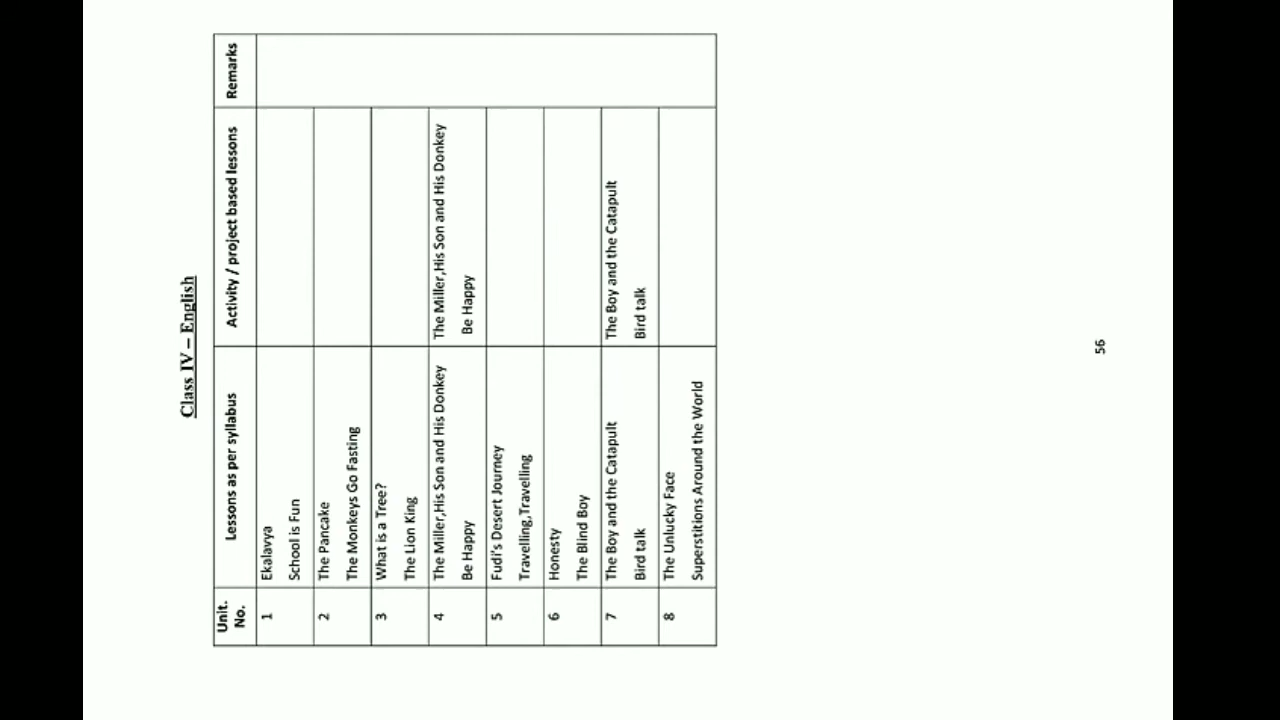 Class IV – English
Unit. No.
Lessons as per syllabus
Activity / project based lessons
Remarks
1
Ekalavya
School is Fun
2
The Pancake
The Monkeys Go Fasting
3
What is a Tree?
The Lion King
4
The Miller,His Son and His Donkey
Be Happy
The Miller,His Son and His Donkey
Be Happy
5
Fudi's Desert Journey
Travelling,Travelling
6
Honesty
The Blind Boy
7
The Boy and the Catapult
Bird talk
The Boy and the Catapult
Bird talk
8
The Unlucky Face
Superstitions Around the World
56